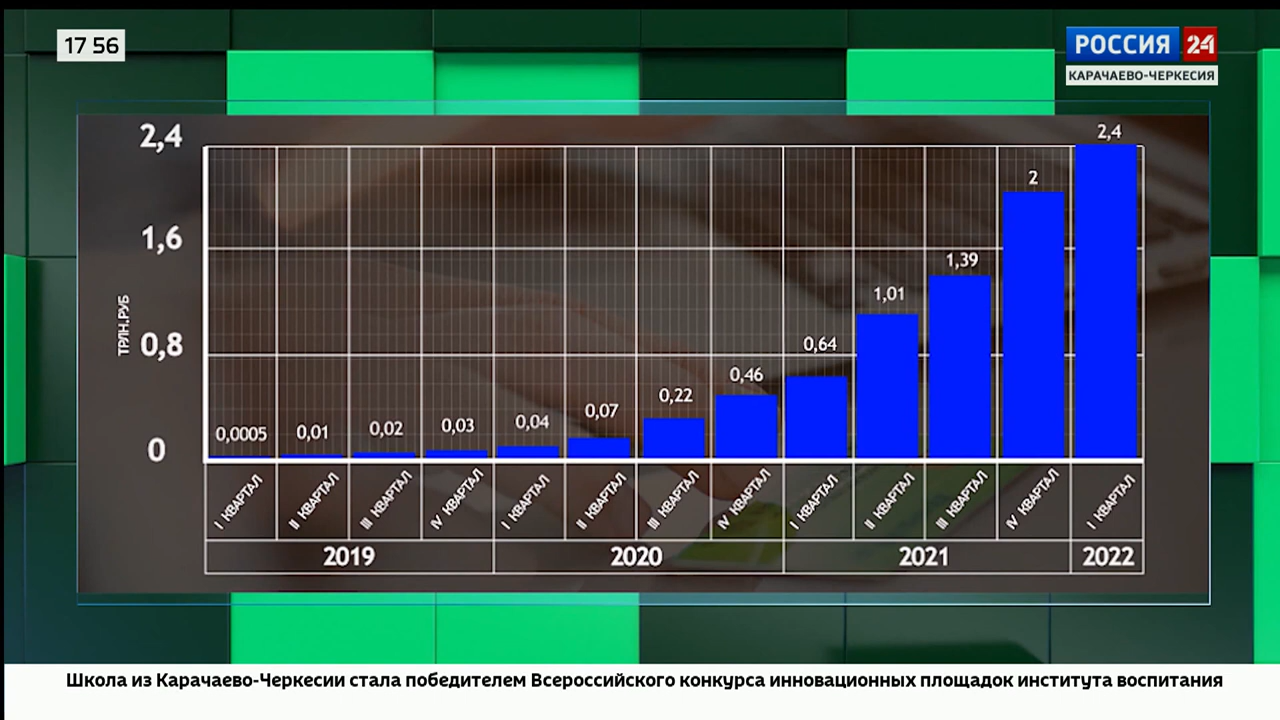 17 56
РОССИЯ 24
КАРАЧАЕВО-ЧЕРКЕСИЯ
2,4
1,6
0,8
0
ТРЛН.РУБ
0,0005
0,01
0,02
0,03
0,04
0,07
0,22
0,46
0,64
1,01
1,39
2
2,4
I КВАРТАЛ
II КВАРТАЛ
III КВАРТАЛ
IV КВАРТАЛ
I КВАРТАЛ
II КВАРТАЛ
III КВАРТАЛ
IV КВАРТАЛ
I КВАРТАЛ
II КВАРТАЛ
III КВАРТАЛ
IV КВАРТАЛ
I КВАРТАЛ
2019
2020
2021
2022
Школа из Карачаево-Черкесии стала победителем Всероссийского конкурса инновационных площадок института воспитания